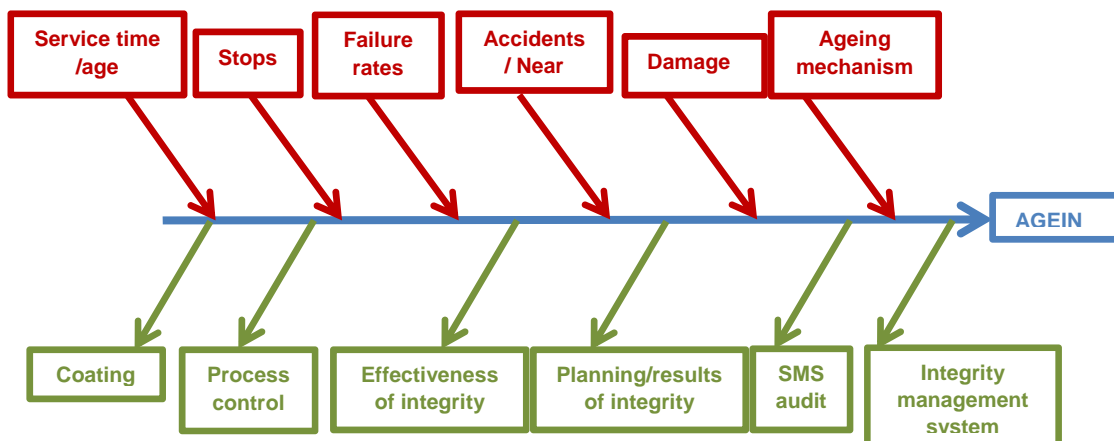 Service time
/age
Stops
Failure
rates
Accidents
/ Near
Damage
Ageing
mechanism
AGEIN
Coating
Process
control
Effectiveness
of integrity
Planning/results
of integrity
SMS
audit
Integrity
management
system